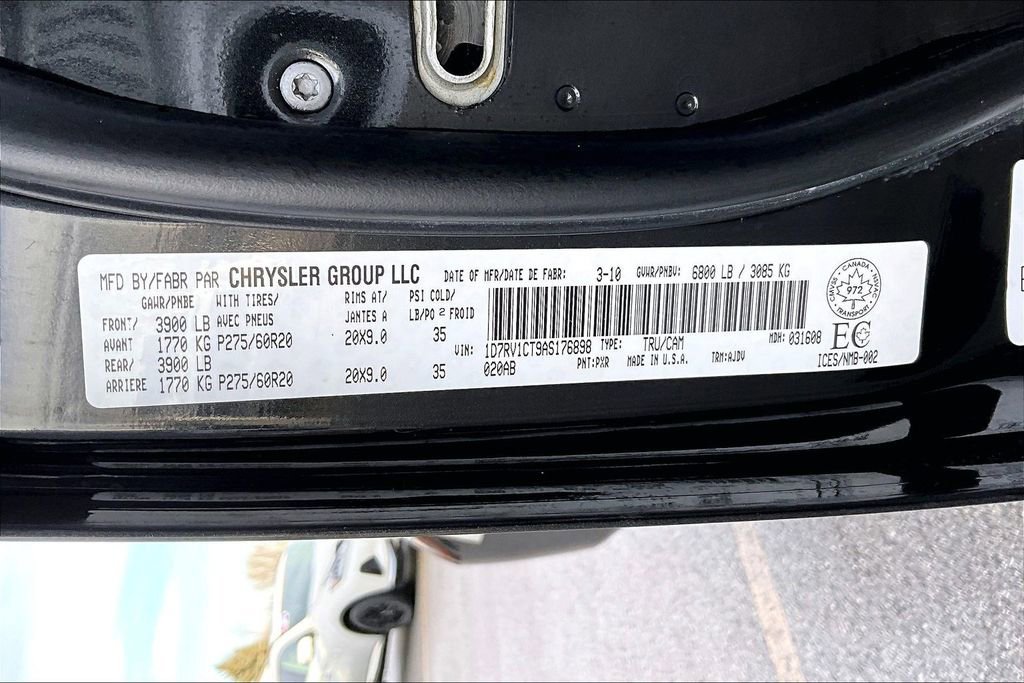 MFD BY/FABR PAR CHRYSLER GROUP LLC DATE OF MFR/DATE DE FABR: 3-10 GVWR/PNBV: 6800 LB / 3085 KG
GAWR/PNBE WITH TIRES/ RIMS AT/ PSI COLD/
AVEC PNEUS JANTES A LB/PO 2 FROID
FRONT/ 3900 LB
AVANT 1770 KG P275/60R20 20X9.0 35
REAR/ 3900 LB
ARRIERE 1770 KG P275/60R20 20X9.0 35
VIN: 1D7RV1CT9AS176898 TYPE: TRU/CAM MDH: 031608
020AB PNT:PXR MADE IN U.S.A. TRM:AJDV
CANADA
CMVSS NSVAC
972
TRANSPORT
EC
ICES/NMB-002